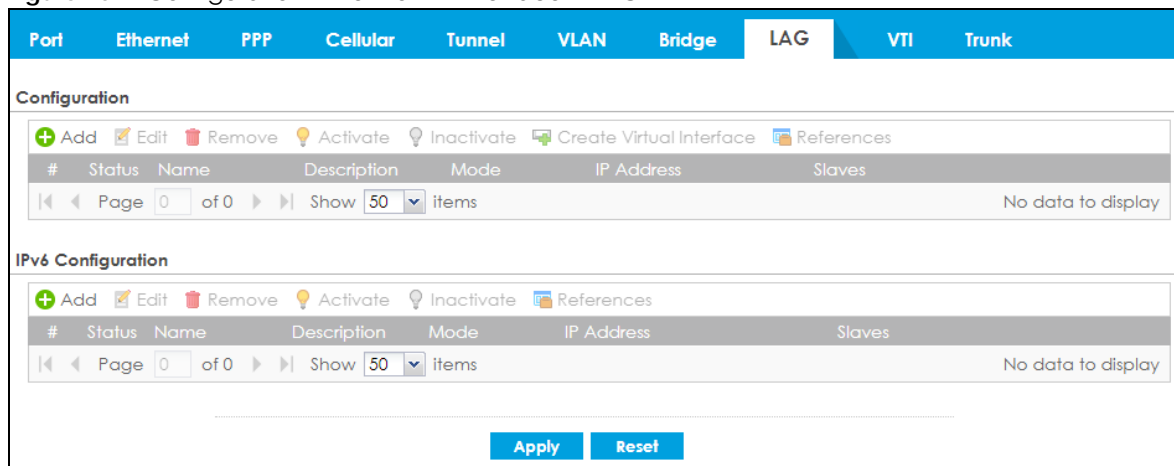 Port Ethernet PPP Cellular Tunnel VLAN Bridge LAG VTI Trunk
Configuration
Add Edit Remove Activate Inactivate Create Virtual Interface References
# Status Name Description Mode IP Address Slaves
Page 0 of 0 Show 50 items No data to display
IPv6 Configuration
Add Edit Remove Activate Inactivate References
# Status Name Description Mode IP Address Slaves
Page 0 of 0 Show 50 items No data to display
Apply Reset